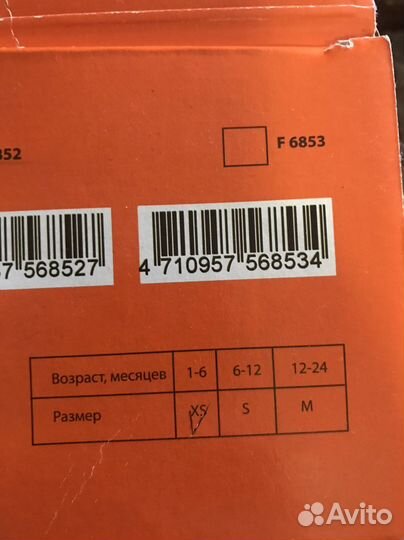 852
F 6853
7 568527
4 710957 568534
Возраст, месяцев 1-6 6-12 12-24
Размер XS S M
Avito